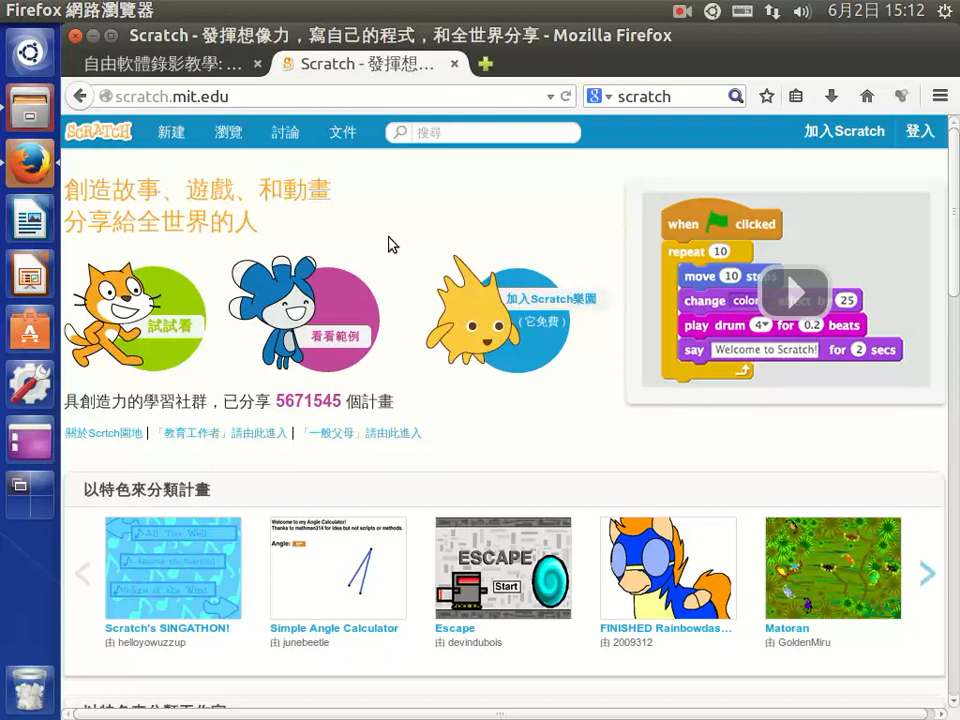 Firefox 網路瀏覽器
6月2日 15:12
Scratch - 發揮想像力，寫自己的程式，和全世界分享 - Mozilla Firefox
自由軟體錄影教學: ...
Scratch - 發揮想...
scratch.mit.edu
scratch
SCRATCH
新建
瀏覽
討論
文件
搜尋
加入Scratch
登入
創造故事、遊戲、和動畫
分享給全世界的人
試試看
看看範例
加入Scratch樂園
（它免費）
when clicked
repeat 10
move 10 steps
change color effect by 25
play drum 4 for 0.2 beats
say Welcome to Scratch! for 2 secs
具創造力的學習社群，已分享 5671545 個計畫
關於Scrtch園地 | 「教育工作者」請由此進入 | 「一般父母」請由此進入
以特色來分類計畫
Welcome to my Angle Calculator!
Thanks to mathman314 for idea but not scripts or methods.
Angle:
ESCAPE
Start
Scratch's SINGATHON!
由 helloyowuzzup
Simple Angle Calculator
由 junebeetle
Escape
由 devindubois
FINISHED Rainbowdas...
由 2009312
Matoran
由 GoldenMiru